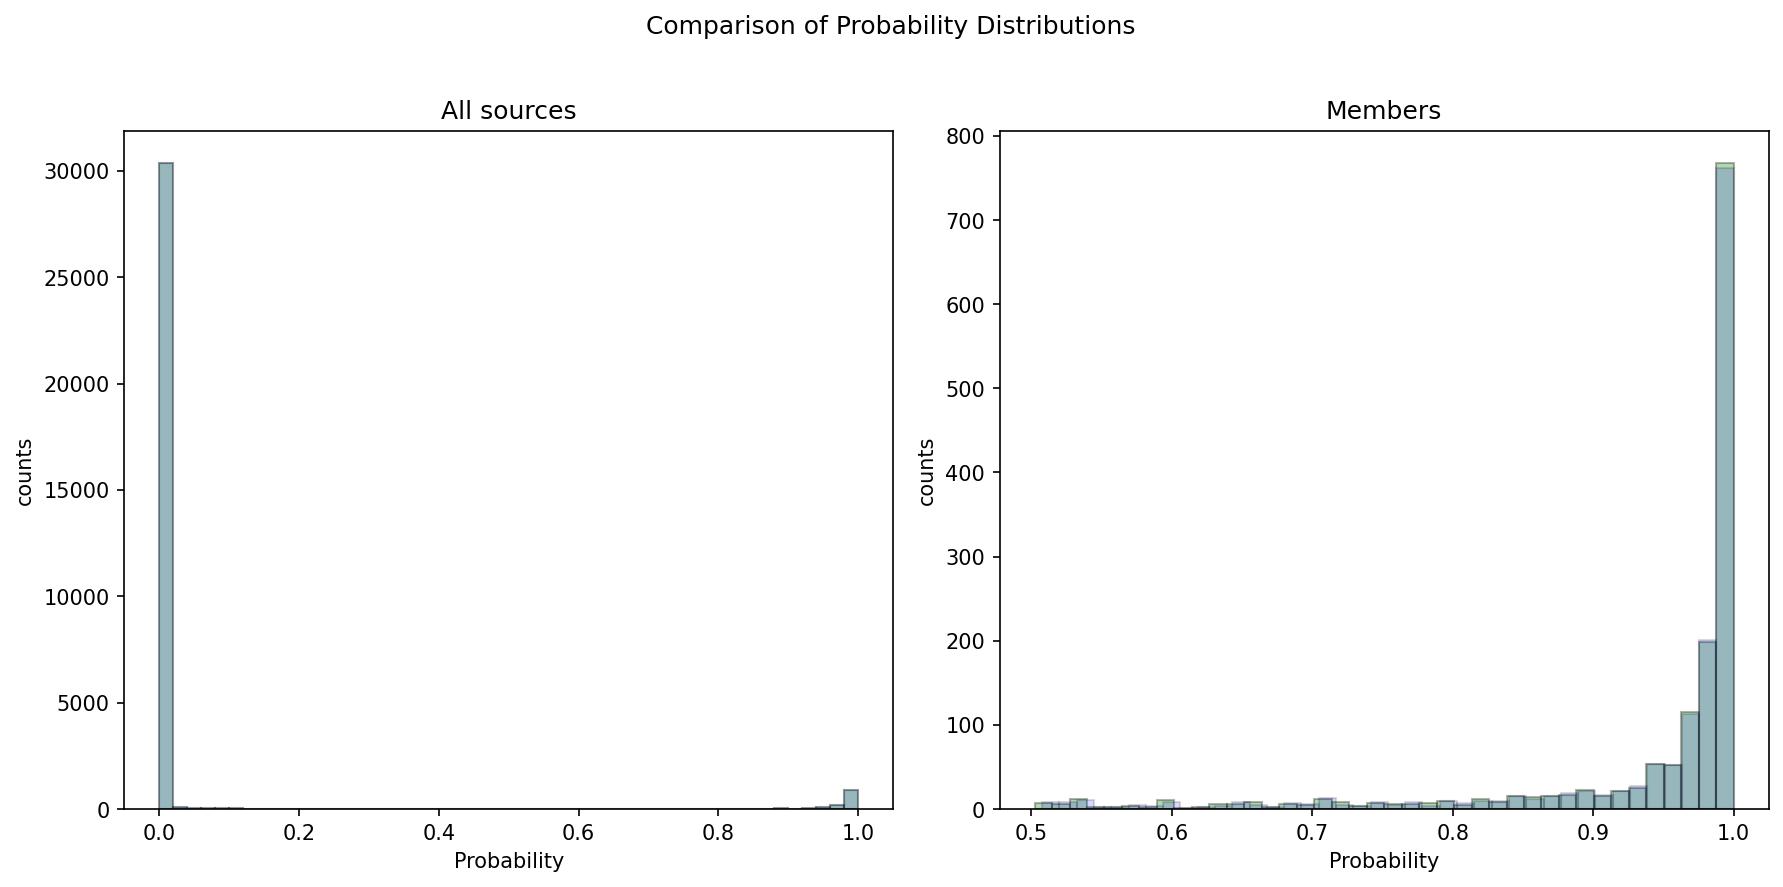 Comparison of Probability Distributions
All sources
30000
25000
20000
15000
10000
5000
0
counts
0.0 0.2 0.4 0.6 0.8 1.0
Probability
Members
800
700
600
500
400
300
200
100
0
counts
0.5 0.6 0.7 0.8 0.9 1.0
Probability